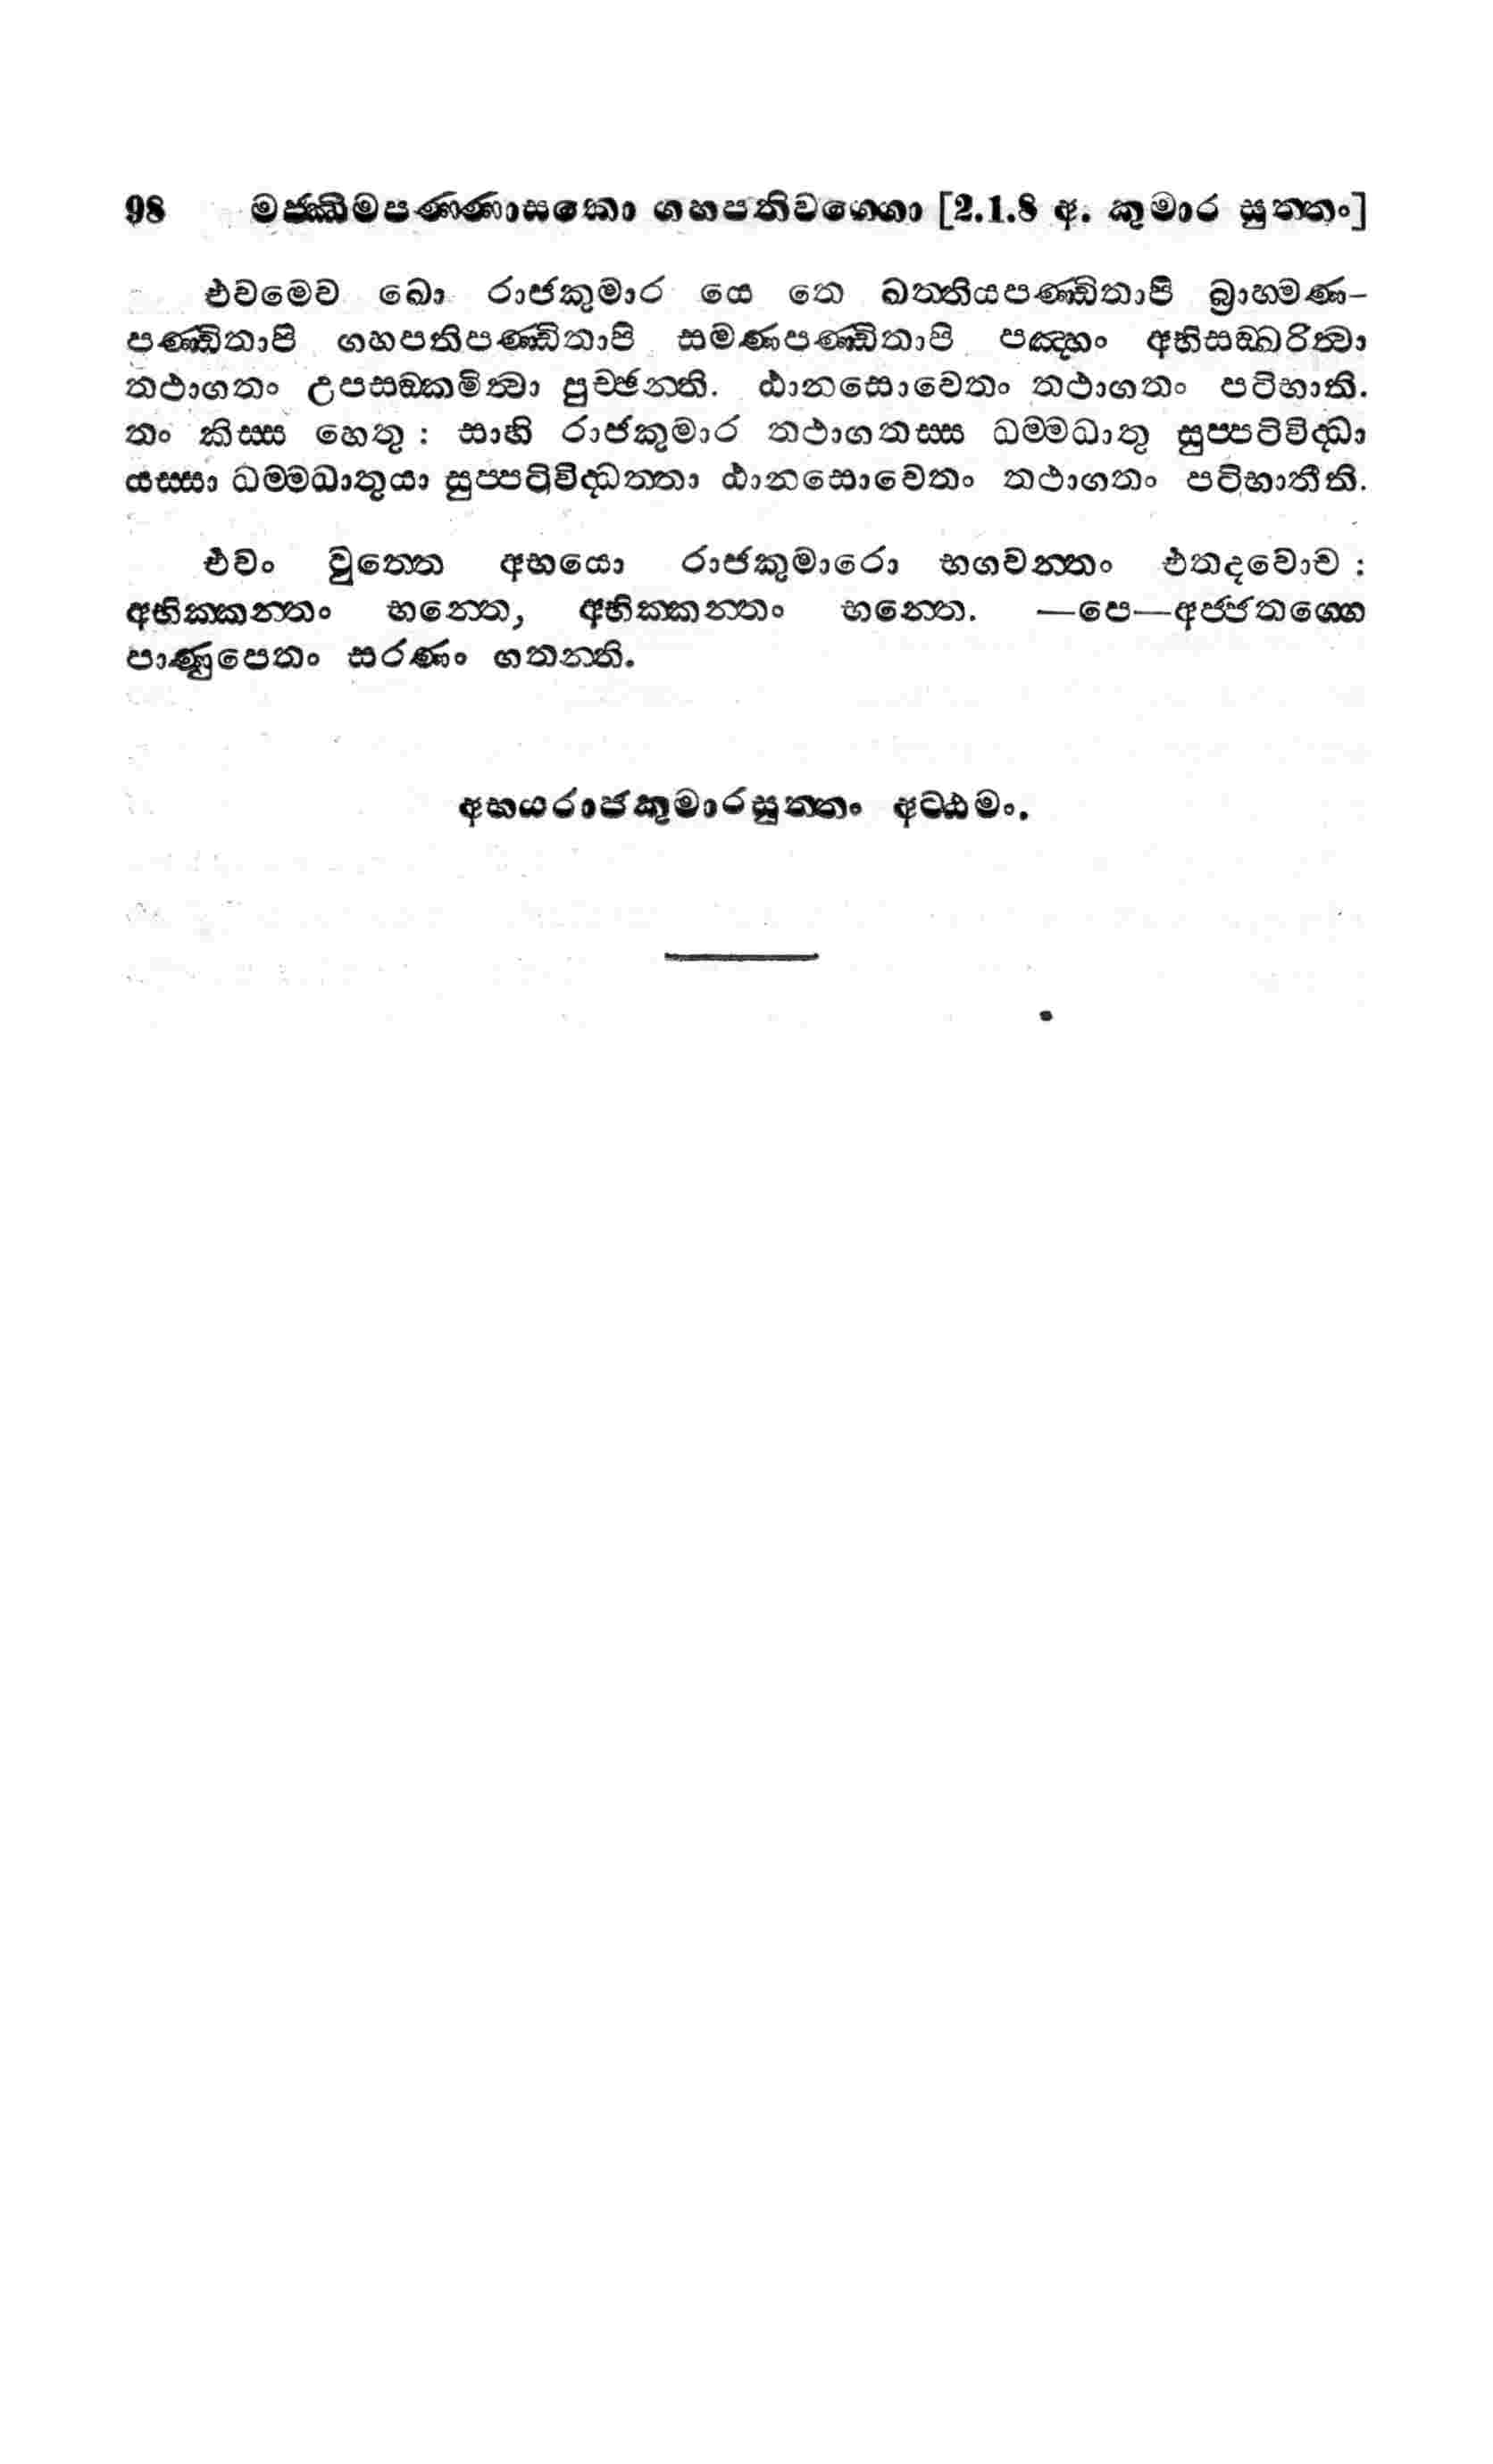 98 මජ්ඣිමපණ්ණාසකො ගහපතිවග්ගො [2.1.8 අ. කුමාර සුත්තං]
එවමෙව ඛො රාජකුමාර යෙ තෙ ඛත්තියපණ්ඩිතාපි බ්‍රාහ්මණ-
පණ්ඩිතාපි ගහපතිපණ්ඩිතාපි සමණපණ්ඩිතාපි පඤ්හං අභිසඞ්ඛරිත්වා
තථාගතං උපසඞ්කමිත්වා පුච්ඡන්ති. ඨානසොවෙතං තථාගතං පටිභාති.
තං කිස්ස හෙතු : සාහි රාජකුමාර තථාගතස්ස ධම්මධාතු සුප්පටිවිද්ධා
යස්සා ධම්මධාතුයා සුප්පටිවිද්ධත්තා ඨානසොවෙතං තථාගතං පටිභාතීති.
එවං වුත්තෙ අභයො රාජකුමාරො භගවන්තං එතදවොච :
අභික්කන්තං භන්තෙ, අභික්කන්තං භන්තෙ. —පෙ—අජ්ජතග්ගෙ
පාණුපෙතං සරණං ගතන්ති.
අභයරාජකුමාරසුත්තං අට්ඨමං.